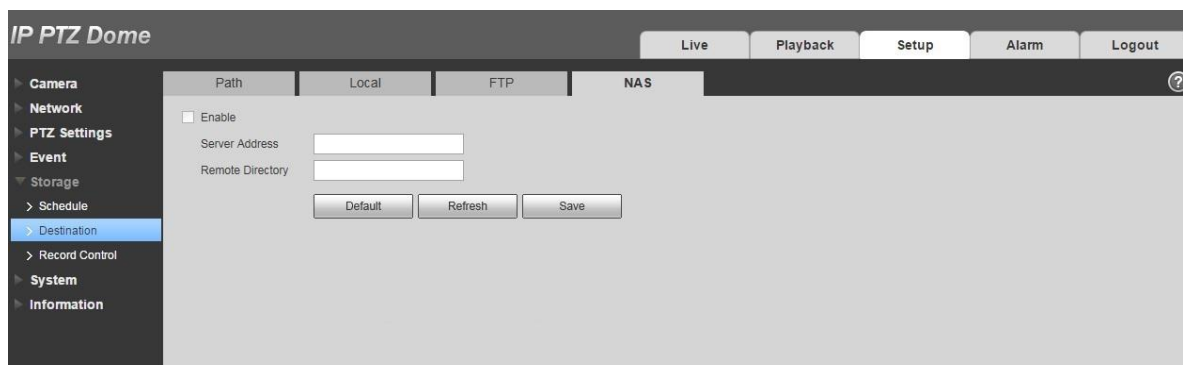 IP PTZ Dome
Live Playback Setup Alarm Logout
Camera
Network
PTZ Settings
Event
Storage
Schedule
Destination
Record Control
System
Information
Path Local FTP NAS
?
Enable
Server Address
Remote Directory
Default Refresh Save